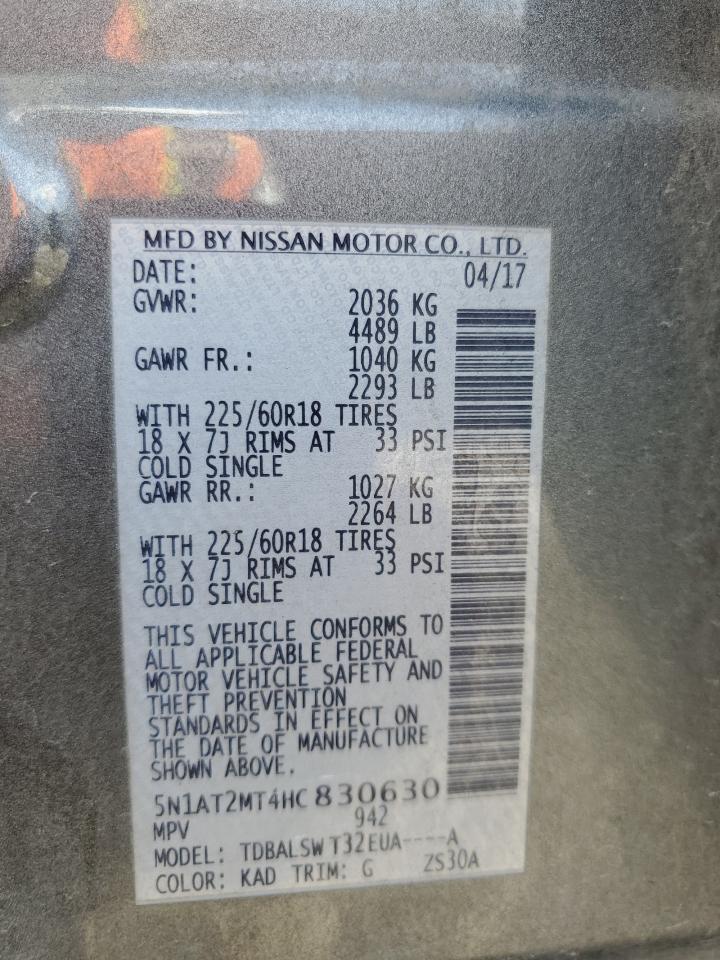 MFD BY NISSAN MOTOR CO., LTD.
DATE: 04/17
GVWR: 2036 KG
4489 LB
GAWR FR.: 1040 KG
2293 LB
WITH 225/60R18 TIRES
18 X 7J RIMS AT 33 PSI
COLD SINGLE
GAWR RR.: 1027 KG
2264 LB
WITH 225/60R18 TIRES
18 X 7J RIMS AT 33 PSI
COLD SINGLE
THIS VEHICLE CONFORMS TO
ALL APPLICABLE FEDERAL
MOTOR VEHICLE SAFETY AND
THEFT PREVENTION
STANDARDS IN EFFECT ON
THE DATE OF MANUFACTURE
SHOWN ABOVE.
5N1AT2MT4HC830630
MPV 942
MODEL: TDBALSW T32EUA----A
COLOR: KAD TRIM: G ZS30A